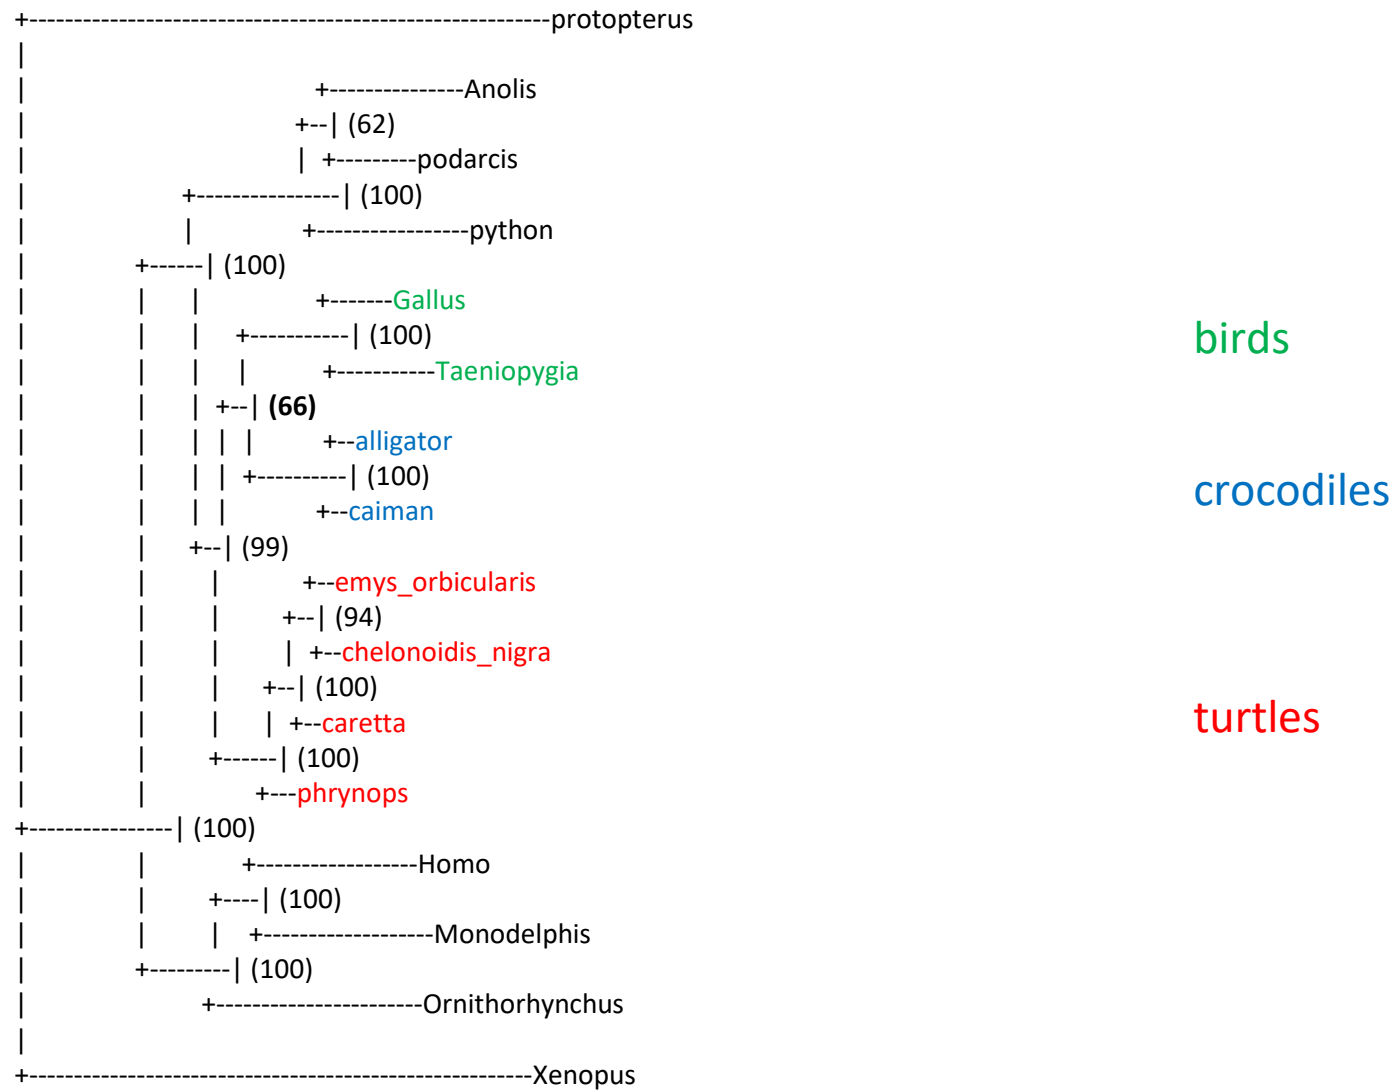 +----------------------------------------------------------protopterus
|
|                                 +---------------Anolis
|                               +--| (62)
|                               |  +---------podarcis
|                   +----------------| (100)
|                   |             +-----------------python
|              +------| (100)
|              |     |             +-------Gallus
|              |     |    +-----------| (100)
birds
|              |     |    |         +-----------Taeniopygia
|              |     | +--| (66)
|              |     | |  |         +--alligator
|              |     | |  +----------| (100)
crocodiles
|              |     | |            +--caiman
|              |     +--| (99)
|              |       |         +--emys_orbicularis
|              |       |       +--| (94)
|              |       |       |  +--chelonoidis_nigra
|              |       |     +--| (100)
|              |       |     |  +--caretta
turtles
|              |       +------| (100)
|              |            +---phrynops
+----------------| (100)
|              |           +------------------Homo
|              |       +----| (100)
|              |       |   +-------------------Monodelphis
|              +---------| (100)
|                      +-----------------------Ornithorhynchus
|
+--------------------------------------------------------Xenopus